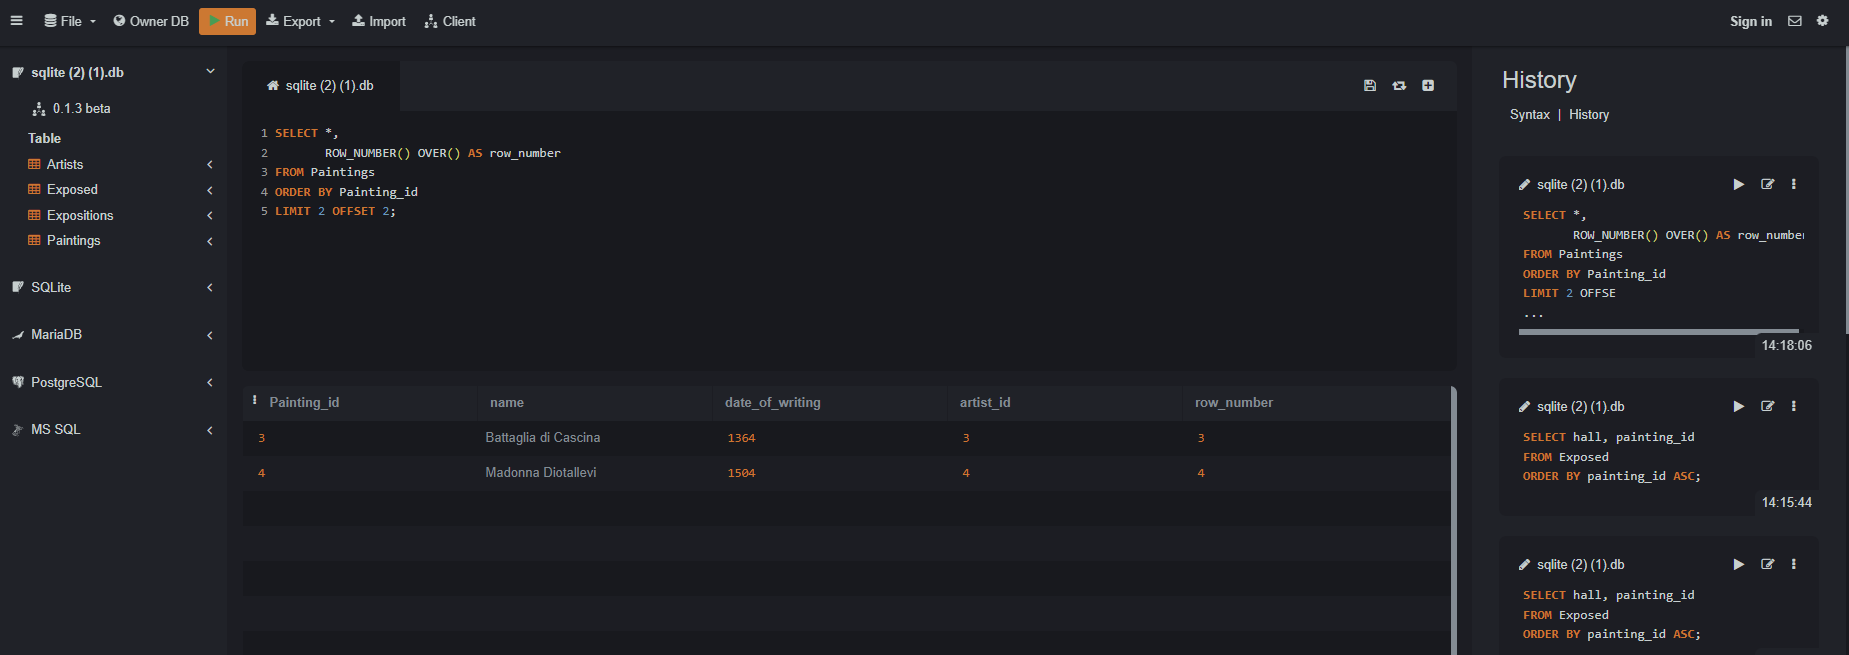 File Owner DB Run Export Import Client Sign in
sqlite (2) (1).db
0.1.3 beta
Table
Artists
Exposed
Expositions
Paintings
SQLite
MariaDB
PostgreSQL
MS SQL
sqlite (2) (1).db
1 SELECT *,
2 ROW_NUMBER() OVER() AS row_number
3 FROM Paintings
4 ORDER BY Painting_id
5 LIMIT 2 OFFSET 2;
Painting_id name date_of_writing artist_id row_number
3 Battaglia di Cascina 1364 3 3
4 Madonna Diotallevi 1504 4 4
History
Syntax | History
sqlite (2) (1).db
SELECT *,
ROW_NUMBER() OVER() AS row_number
FROM Paintings
ORDER BY Painting_id
LIMIT 2 OFFSE
...
14:18:06
sqlite (2) (1).db
SELECT hall, painting_id
FROM Exposed
ORDER BY painting_id ASC;
14:15:44
sqlite (2) (1).db
SELECT hall, painting_id
FROM Exposed
ORDER BY painting_id ASC;